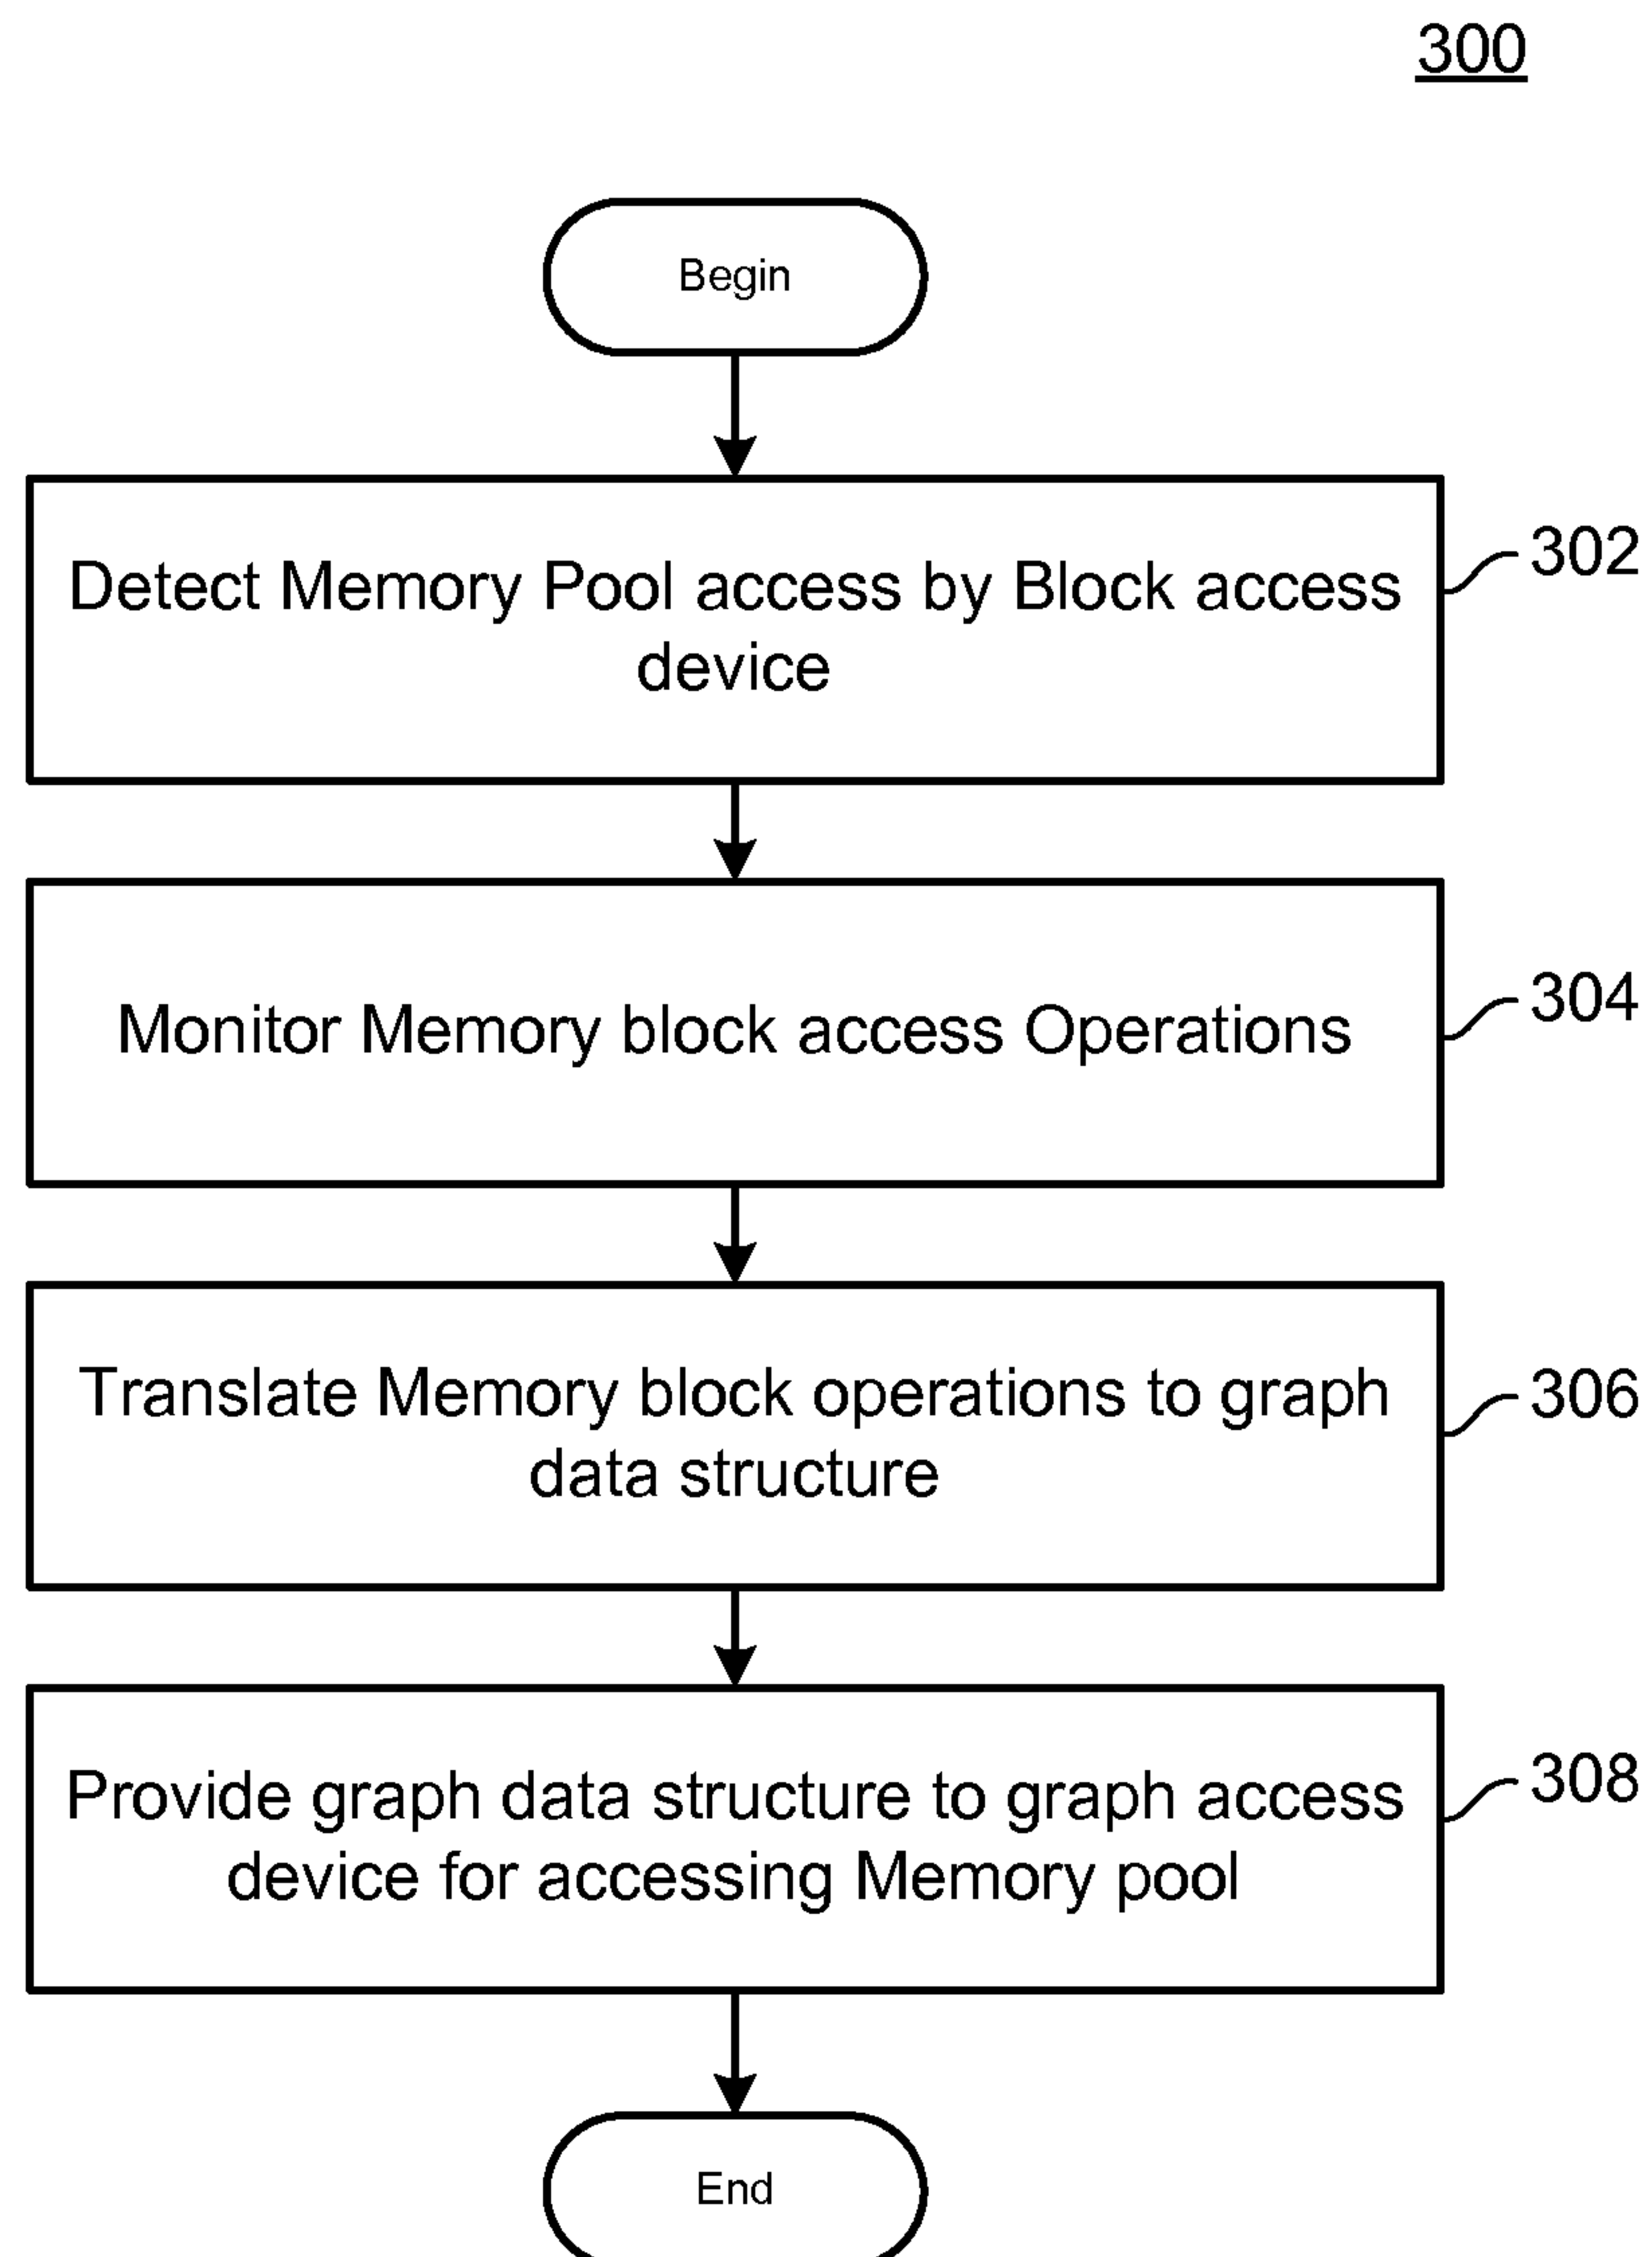 300
Begin
Detect Memory Pool access by Block access
device
302
Monitor Memory block access Operations
304
Translate Memory block operations to graph
data structure
306
Provide graph data structure to graph access
device for accessing Memory pool
308
End